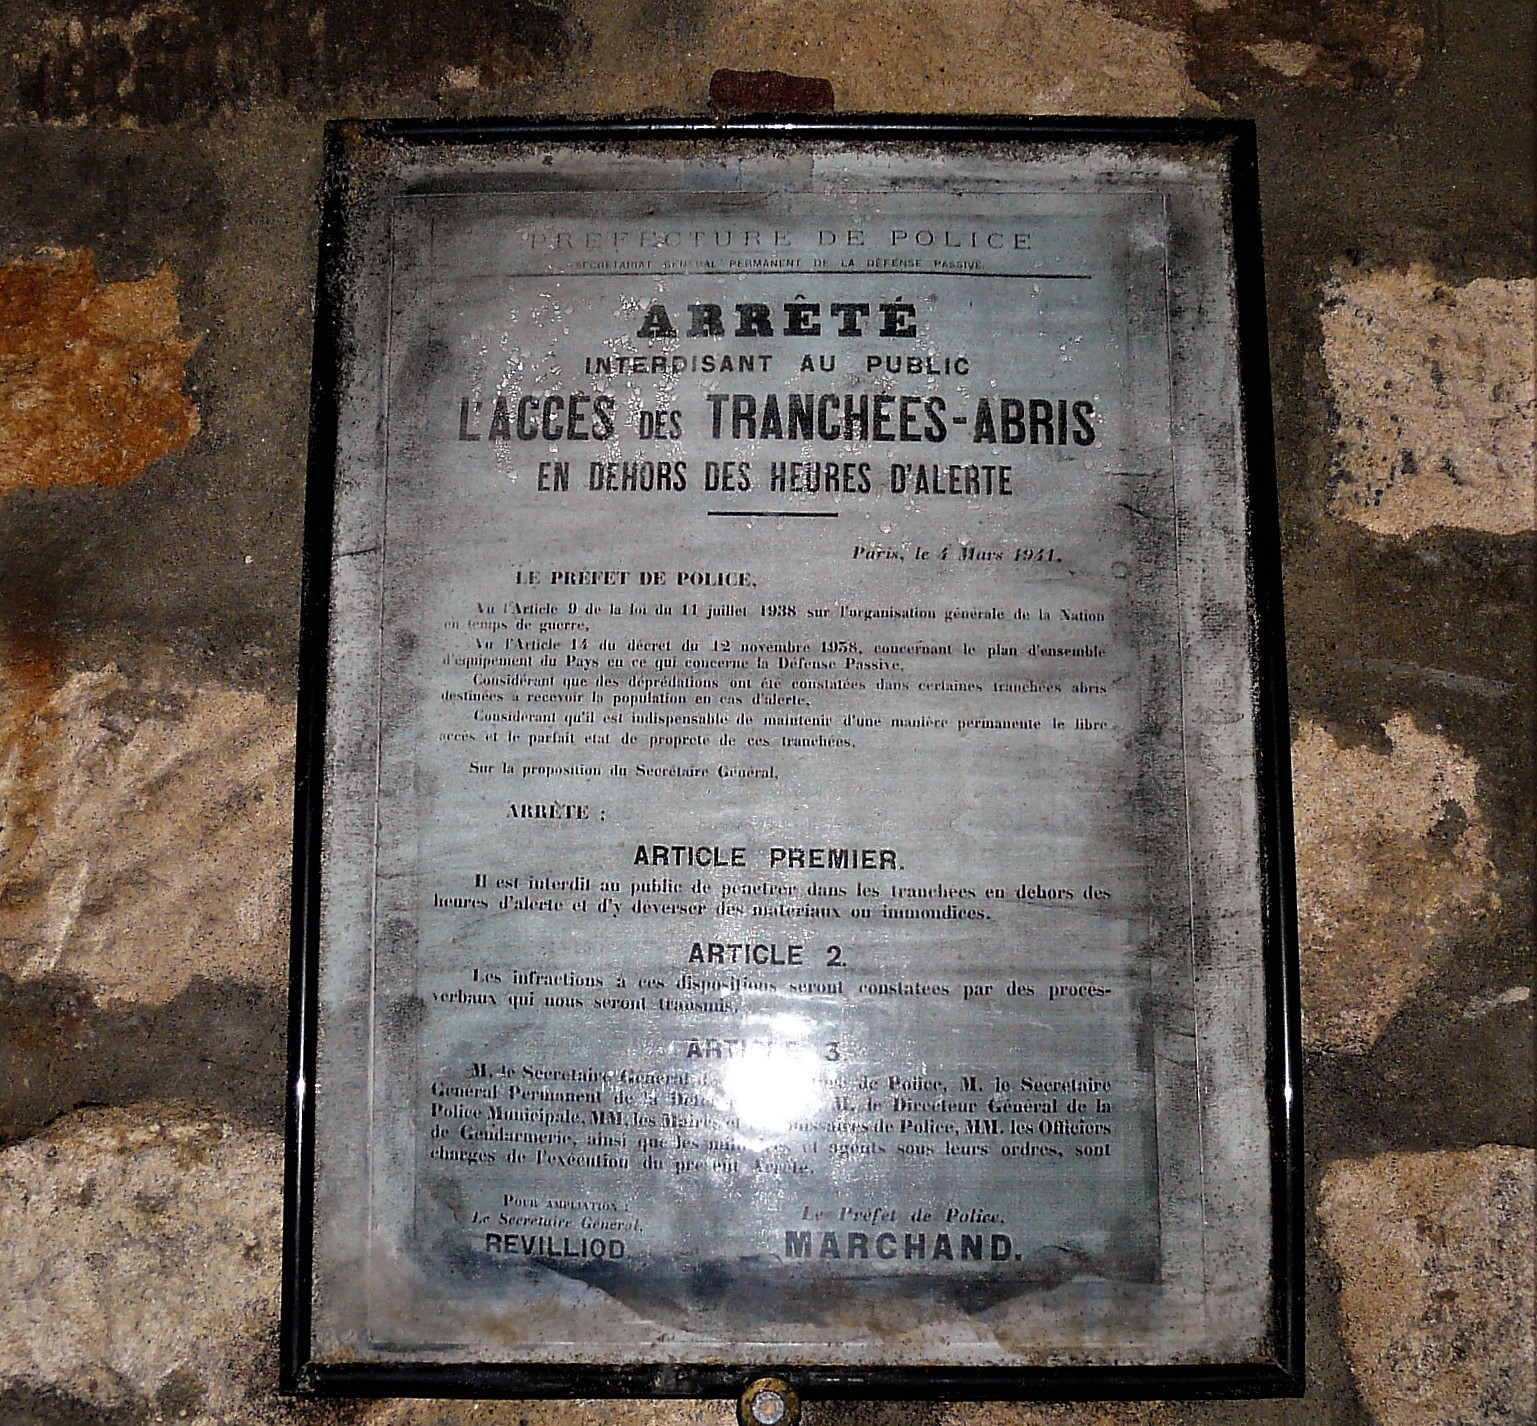 PRÉFECTURE DE POLICE
SECRÉTARIAT GÉNÉRAL PERMANENT DE LA DÉFENSE PASSIVE
ARRÊTÉ
INTERDISANT AU PUBLIC
L'ACCÈS DES TRANCHÉES-ABRIS
EN DEHORS DES HEURES D'ALERTE
Paris, le 4 Mars 1941.
LE PRÉFET DE POLICE,
Vu l'Article 9 de la loi du 11 juillet 1938 sur l'organisation générale de la Nation
en temps de guerre,
Vu l'Article 14 du décret du 12 novembre 1938, concernant le plan d'ensemble
d'équipement du Pays en ce qui concerne la Défense Passive,
Considérant que des déprédations ont été constatées dans certaines tranchées abris
destinées à recevoir la population en cas d'alerte,
Considérant qu'il est indispensable de maintenir d'une manière permanente le libre
accès et le parfait état de propreté de ces tranchées,
Sur la proposition du Secrétaire Général,
ARRÊTE :
ARTICLE PREMIER.
Il est interdit au public de pénétrer dans les tranchées en dehors des
heures d'alerte et d'y déverser des matériaux ou immondices.
ARTICLE 2.
Les infractions à ces dispositions seront constatées par des procès-
verbaux qui nous seront transmis.
ARTICLE 3
M. le Secrétaire Général de Police, M. le Secrétaire
Général Permanent de la M. le Directeur Général de la
Police Municipale, MM. les Maires de Police, MM. les Officiers
de Gendarmerie, ainsi que les et agents sous leurs ordres, sont
chargés de l'exécution du présent Arrêté.
POUR AMPLIATION :
Le Secrétaire Général,
REVILLIOD.
Le Préfet de Police,
MARCHAND.